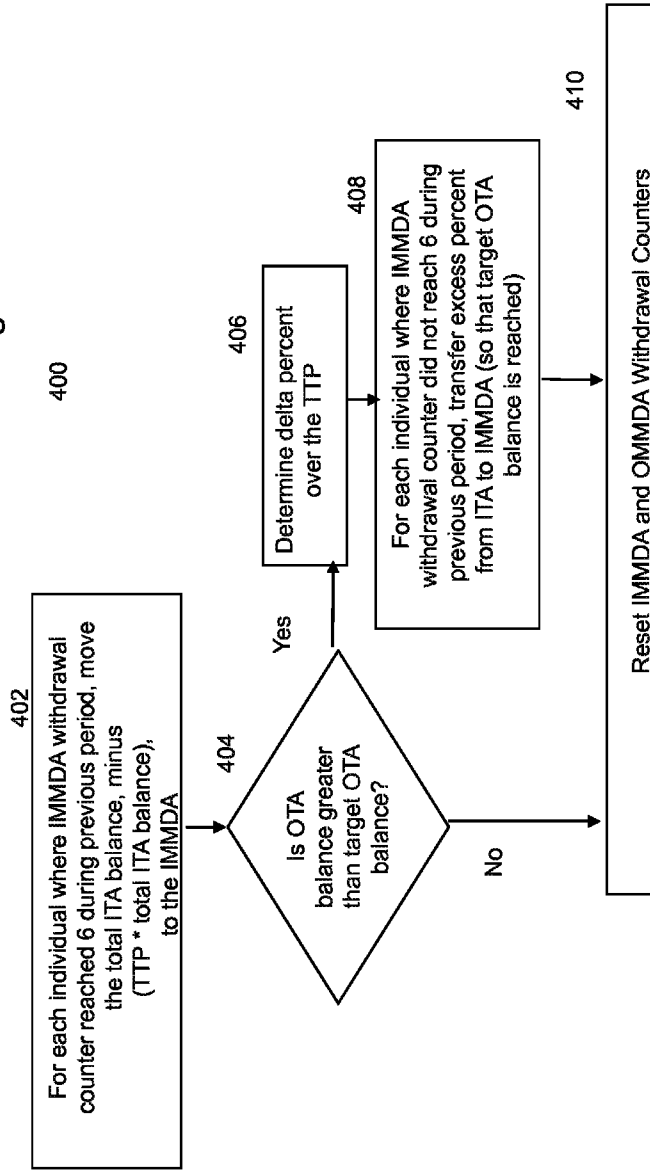 400
402
For each individual where IMMDA withdrawal
counter reached 6 during previous period, move
the total ITA balance, minus
(TTP * total ITA balance),
to the IMMDA
404
Is OTA
balance greater
than target OTA
balance?
Yes
No
406
Determine delta percent
over the TTP
408
For each individual where IMMDA
withdrawal counter did not reach 6 during
previous period, transfer excess percent
from ITA to IMMDA (so that target OTA
balance is reached)
410
Reset IMMDA and OMMDA Withdrawal Counters